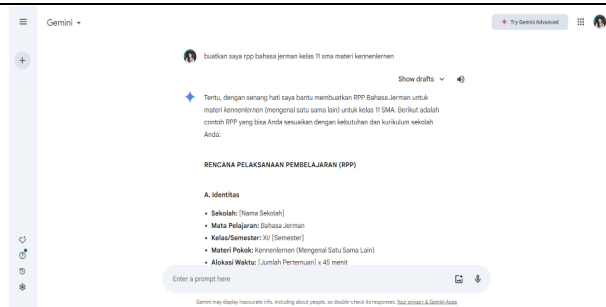 Gemini
Try Gemini Advanced
buatkan saya rpp bahasa jerman kelas 11 sma materi kennenlernen
Show drafts
Tentu, dengan senang hati saya bantu membuatkan RPP Bahasa Jerman untuk
materi kennenlernen (mengenal satu sama lain) untuk kelas 11 SMA. Berikut adalah
contoh RPP yang bisa Anda sesuaikan dengan kebutuhan dan kurikulum sekolah
Anda:
RENCANA PELAKSANAAN PEMBELAJARAN (RPP)
A. Identitas
• Sekolah: [Nama Sekolah]
• Mata Pelajaran: Bahasa Jerman
• Kelas/Semester: XI/ [Semester]
• Materi Pokok: Kennenlernen (Mengenal Satu Sama Lain)
• Alokasi Waktu: [Jumlah Pertemuan] x 45 menit
Enter a prompt here
Gemini may display inaccurate info, including about people, so double-check its responses. Your privacy & Gemini Apps